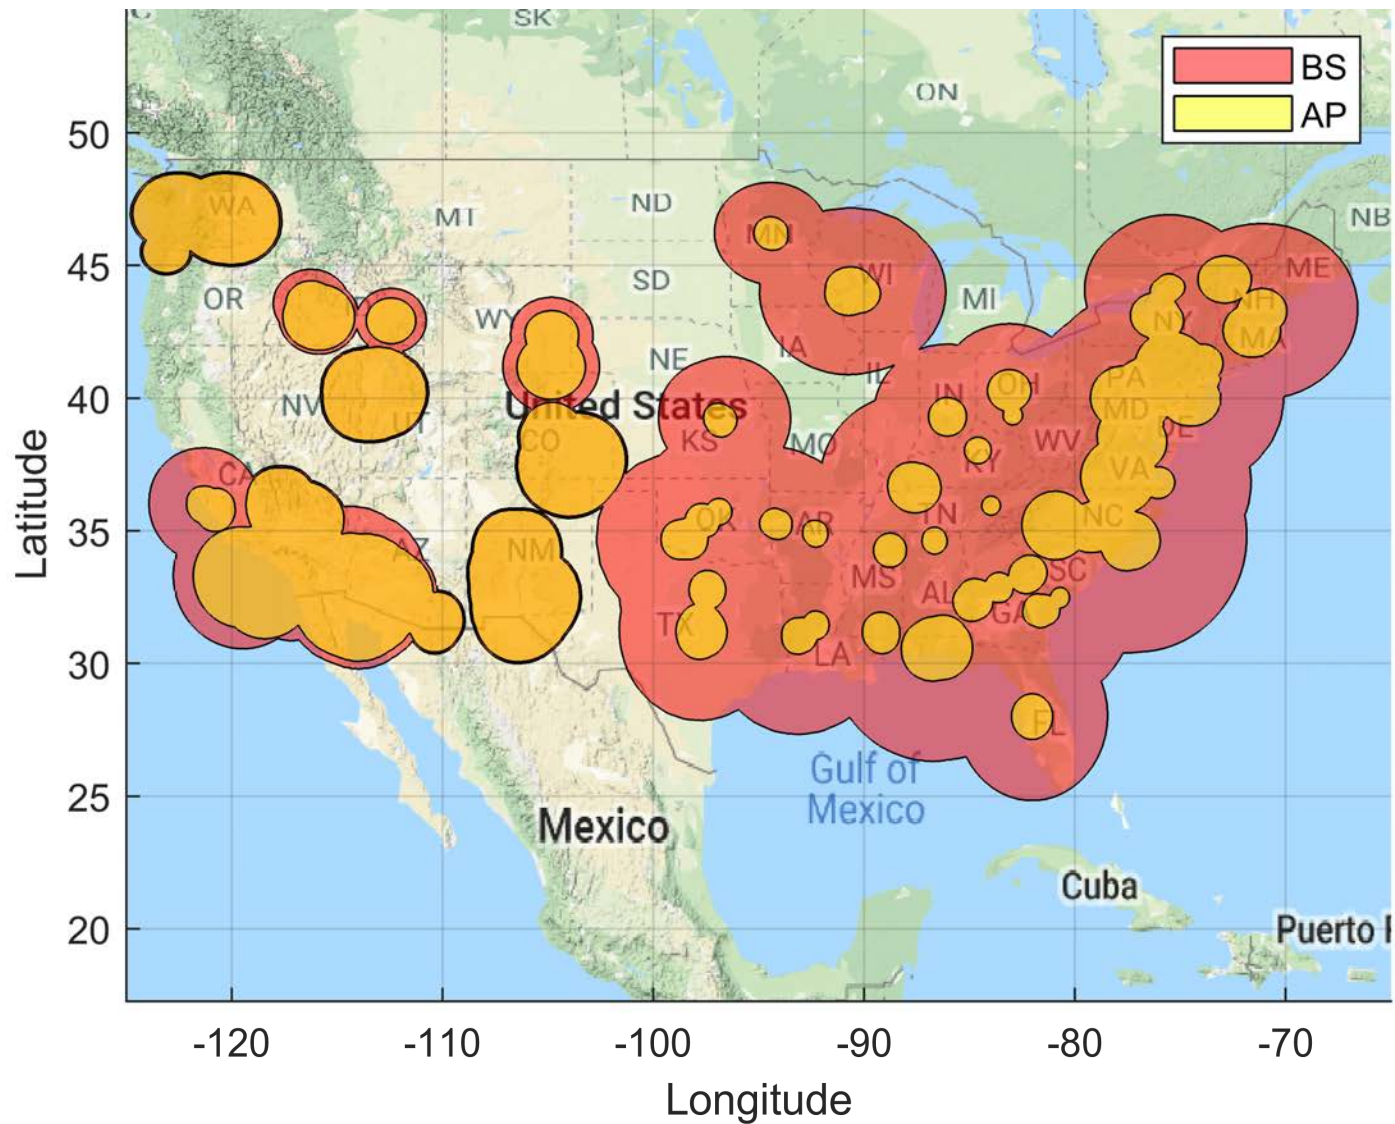 SK
ON
BS
AP
50
WA
MT
ND
NB
45
OR
SD
WI
MN
MI
ME
WY
NH
NY
MA
NE
IA
IL
IN
OH
PA
40
NV
UT
United States
MD
DE
CO
KS
MO
WV
KY
VA
CA
35
AZ
NM
OK
AR
TN
NC
MS
AL
SC
GA
TX
LA
30
FL
25
Gulf of
Mexico
Mexico
Cuba
20
Puerto
-120
-110
-100
-90
-80
-70
Latitude
Longitude